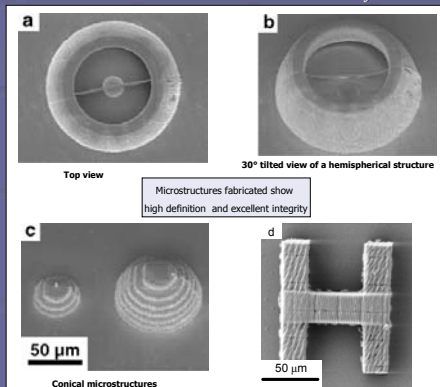 a
b
Top view
30° tilted view of a hemispherical structure
Microstructures fabricated show
high definition and excellent integrity
c
d
50 µm
50 µm
Conical microstructures